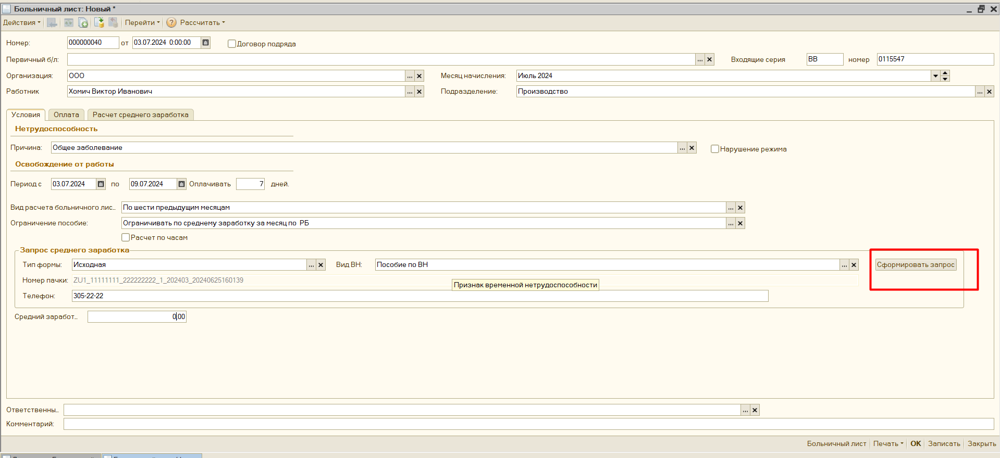 Больничный лист: Новый *
Действия Перейти ? Рассчитать
Номер: 000000040 от 03.07.2024 0:00:00 Договор подряда
Первичный б/л: ... Входящие серия ВВ номер 0115547
Организация: ООО ... Месяц начисления: Июль 2024
Работник Хомич Виктор Иванович ... Подразделение: Производство ...
Условия Оплата Расчет среднего заработка
Нетрудоспособность
Причина: Общее заболевание ... Нарушение режима
Освобождение от работы
Период с 03.07.2024 по 09.07.2024 Оплачивать 7 дней.
Вид расчета больничного лис... По шести предыдущим месяцам ...
Ограничение пособие: Ограничивать по среднему заработку за месяц по РБ ...
Расчет по часам
Запрос среднего заработка
Тип формы: Исходная ... Вид ВН: Пособие по ВН ... Сформировать запрос
Номер пачки: ZU1_11111111_222222222_1_202403_20240625160139
Признак временной нетрудоспособности
Телефон: 305-22-22
Средний заработ... 0,00
Ответственны... ...
Комментарий:
Больничный лист Печать OK Записать Закрыть